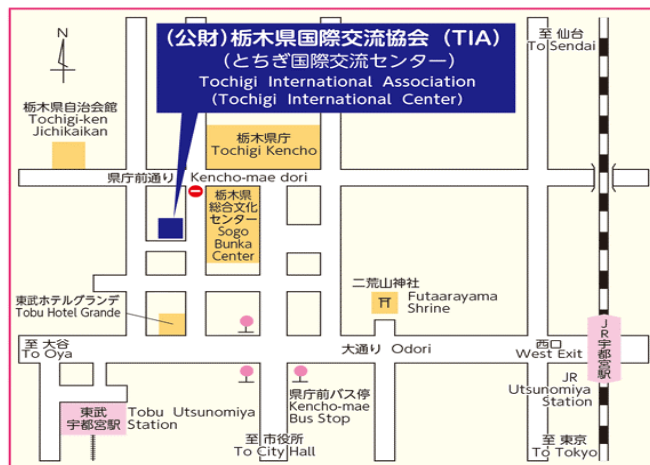 (公財)栃木県国際交流協会 (TIA)
(とちぎ国際交流センター)
Tochigi International Association
(Tochigi International Center)
至 仙台
To Sendai
N
栃木県自治会館
Tochigi-ken
Jichikaikan
栃木県庁
Tochigi Kencho
県庁前通り Kencho-mae dori
栃木県
総合文化
センター
Sogo
Bunka
Center
東武ホテルグランデ
Tobu Hotel Grande
二荒山神社
Futaarayama
Shrine
至 大谷
To Oya
大通り Odori
西口
West Exit
JR宇都宮駅
JR
Utsunomiya
Station
東武
宇都宮駅
Tobu Utsunomiya
Station
県庁前バス停
Kencho-mae
Bus Stop
至 市役所
To City Hall
至 東京
To Tokyo